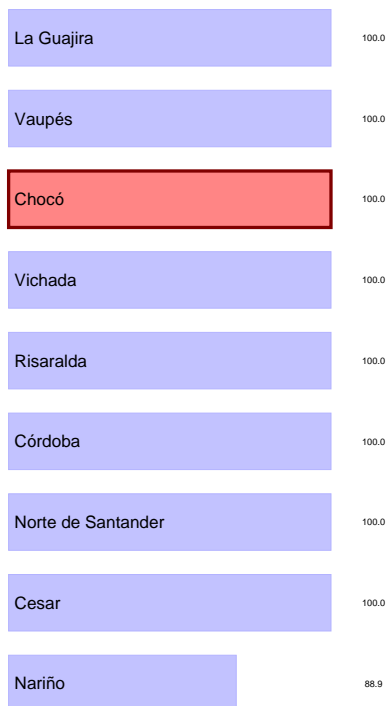 La Guajira 100.0
Vaupés 100.0
Chocó 100.0
Vichada 100.0
Risaralda 100.0
Córdoba 100.0
Norte de Santander 100.0
Cesar 100.0
Nariño 88.9